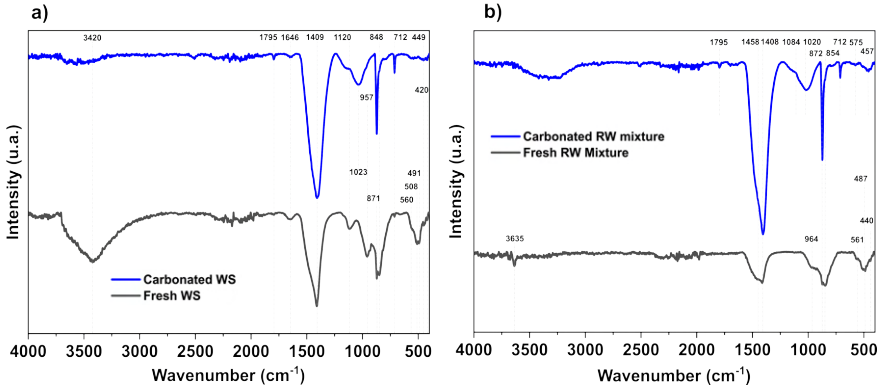 a)
3420
1795 1646 1409 1120 848 712 449
957
420
1023
871
491
508
560
Carbonated WS
Fresh WS
Intensity (u.a.)
4000 3500 3000 2500 2000 1500 1000 500
Wavenumber (cm⁻¹)
b)
1795 1458 1408 1084 1020 712 575
872 854 457
Carbonated RW mixture
Fresh RW Mixture
487
440
3635
964
561
Intensity (u.a.)
4000 3500 3000 2500 2000 1500 1000 500
Wavenumber (cm⁻¹)